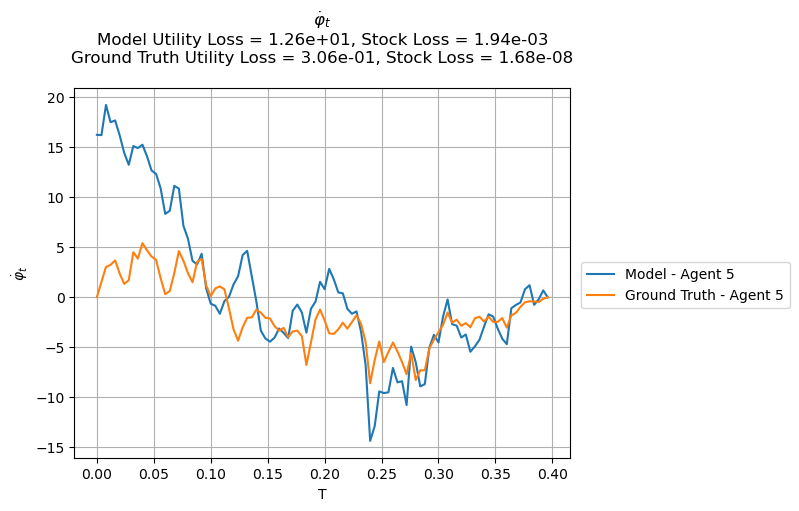 φ̇ₜ
Model Utility Loss = 1.26e+01, Stock Loss = 1.94e-03
Ground Truth Utility Loss = 3.06e-01, Stock Loss = 1.68e-08
20
15
10
5
0
−5
−10
−15
φ̇ₜ
0.00 0.05 0.10 0.15 0.20 0.25 0.30 0.35 0.40
T
Model - Agent 5
Ground Truth - Agent 5